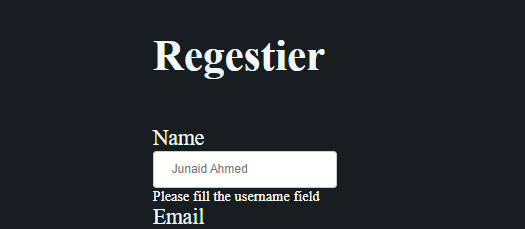 Regestier
Name
Junaid Ahmed
Please fill the username field
Email